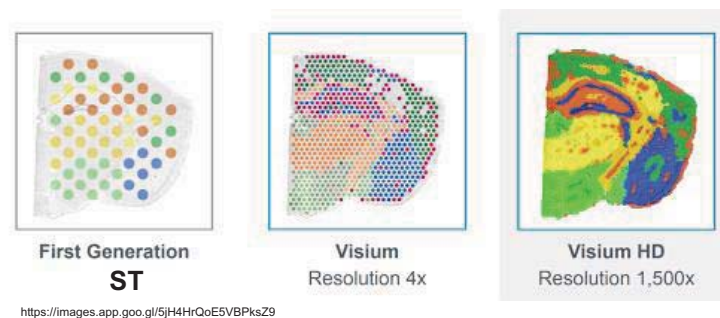 First Generation
ST
Visium
Resolution 4x
Visium HD
Resolution 1,500x
https://images.app.goo.gl/5jH4HrQoE5VBPksZ9